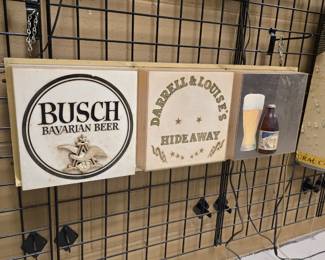 BUSCH
BAVARIAN BEER
DARRELL & LOUISE'S
HIDEAWAY